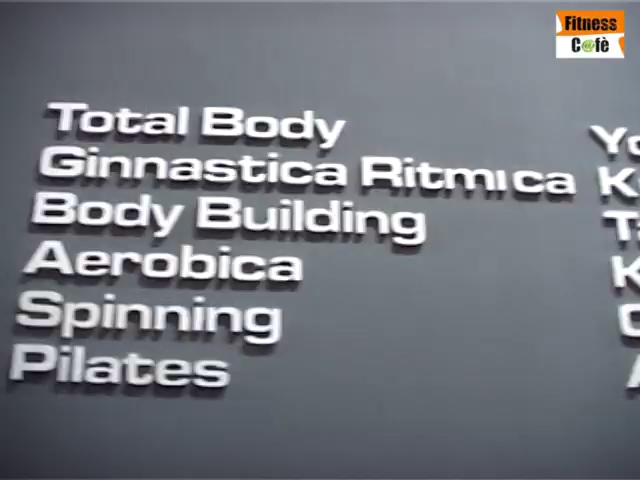 Fitness
C@fè
Total Body
Ginnastica Ritmica
Body Building
Aerobica
Spinning
Pilates